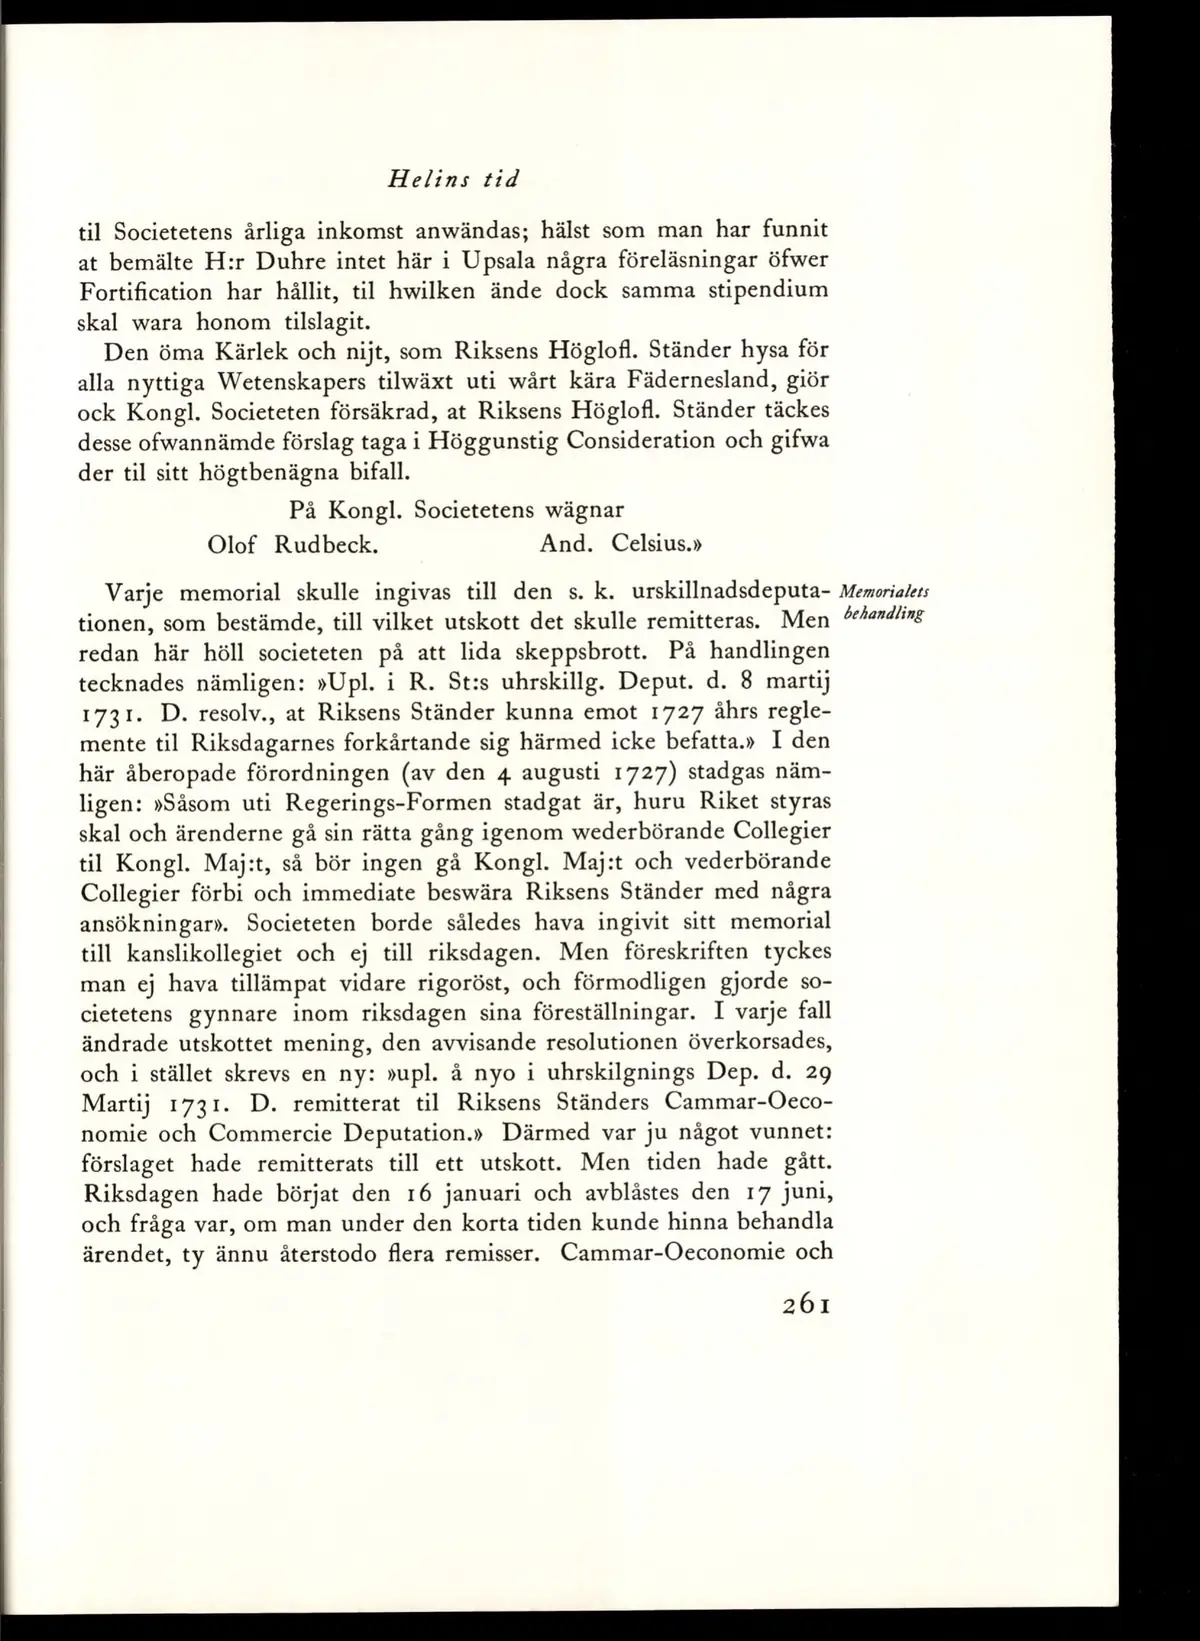 Helins tid
til Societetens årliga inkomst anwändas; hälst som man har funnit
at bemälte H:r Duhre intet här i Upsala några föreläsningar öfwer
Fortification har hållit, til hwilken ände dock samma stipendium
skal wara honom tilslagit.
Den öma Kärlek och nijt, som Riksens Höglofl. Ständer hysa för
alla nyttiga Wetenskapers tilwäxt uti wårt kära Fädernesland, giör
ock Kongl. Societeten försäkrad, at Riksens Höglofl. Ständer täckes
desse ofwannämde förslag taga i Höggunstig Consideration och gifwa
der til sitt högtbenägna bifall.
På Kongl. Societetens wägnar
Olof Rudbeck. And. Celsius.»
Varje memorial skulle ingivas till den s. k. urskillnadsdeputa- Memorialets
tionen, som bestämde, till vilket utskott det skulle remitteras. Men behandling
redan här höll societeten på att lida skeppsbrott. På handlingen
tecknades nämligen: »Upl. i R. St:s uhrskillg. Deput. d. 8 martij
1731. D. resolv., at Riksens Ständer kunna emot 1727 åhrs regle-
mente til Riksdagarnes forkårtande sig härmed icke befatta.» I den
här åberopade förordningen (av den 4 augusti 1727) stadgas näm-
ligen: »Såsom uti Regerings-Formen stadgat är, huru Riket styras
skal och ärenderne gå sin rätta gång igenom wederbörande Collegier
til Kongl. Maj:t, så bör ingen gå Kongl. Maj:t och vederbörande
Collegier förbi och immediate beswära Riksens Ständer med några
ansökningar». Societeten borde således hava ingivit sitt memorial
till kanslikollegiet och ej till riksdagen. Men föreskriften tyckes
man ej hava tillämpat vidare rigoröst, och förmodligen gjorde so-
cietetens gynnare inom riksdagen sina föreställningar. I varje fall
ändrade utskottet mening, den avvisande resolutionen överkorsades,
och i stället skrevs en ny: »upl. å nyo i uhrskilgnings Dep. d. 29
Martij 1731. D. remitterat til Riksens Ständers Cammar-Oeco-
nomie och Commercie Deputation.» Därmed var ju något vunnet:
förslaget hade remitterats till ett utskott. Men tiden hade gått.
Riksdagen hade börjat den 16 januari och avblåstes den 17 juni,
och fråga var, om man under den korta tiden kunde hinna behandla
ärendet, ty ännu återstodo flera remisser. Cammar-Oeconomie och
261